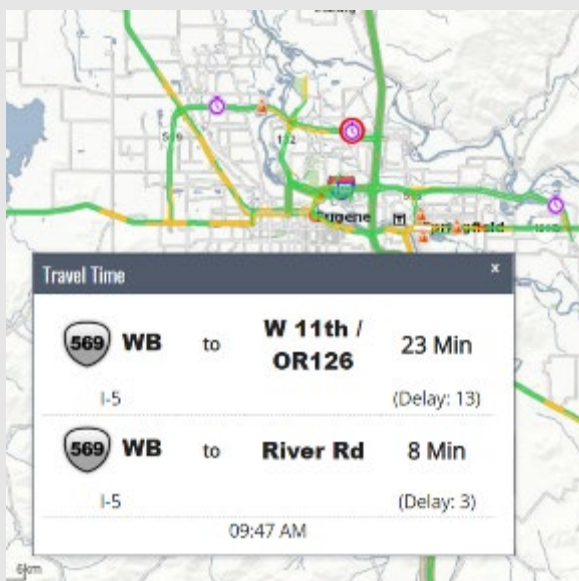 Eugene
Travel Time x
569 WB to W 11th / OR126 23 Min
I-5 (Delay: 13)
569 WB to River Rd 8 Min
I-5 (Delay: 3)
09:47 AM
6km